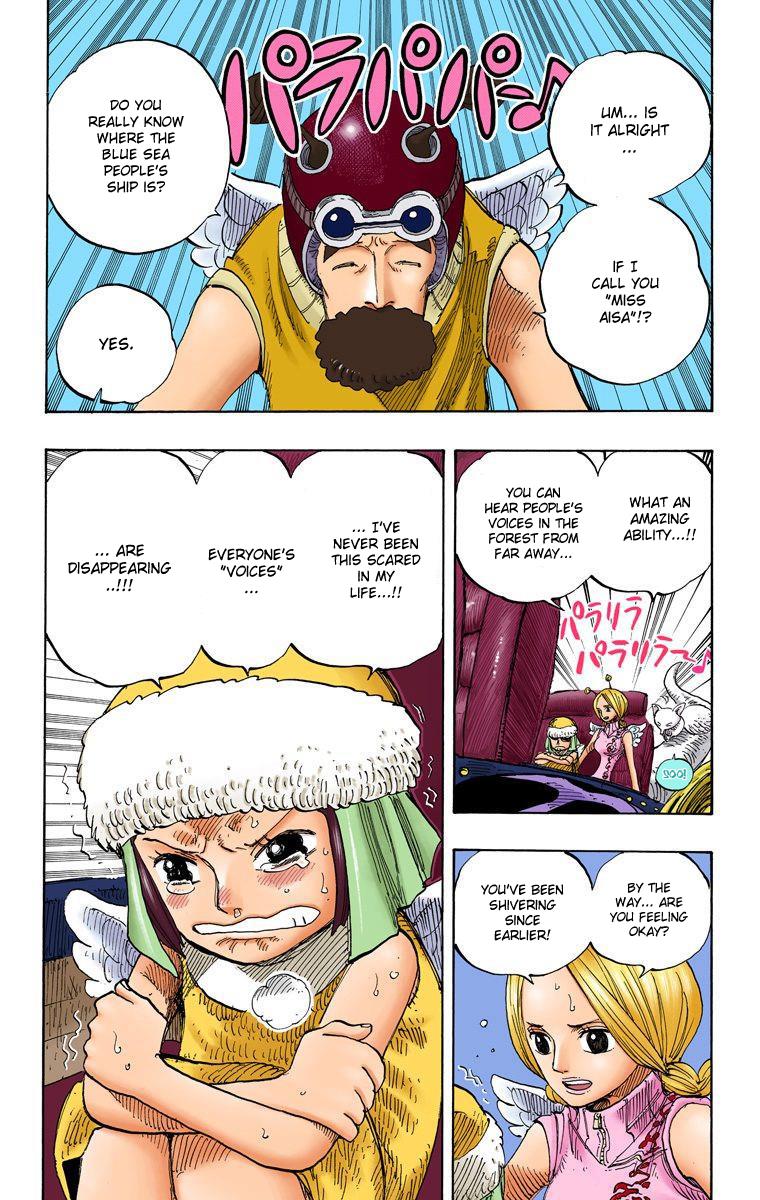 パラパパーン♪
UM... IS
IT ALRIGHT
...
IF I
CALL YOU
"MISS
AISA"!?
DO YOU
REALLY KNOW
WHERE THE
BLUE SEA
PEOPLE'S
SHIP IS?
YES.
WHAT AN
AMAZING
ABILITY...!!
YOU CAN
HEAR PEOPLE'S
VOICES IN THE
FOREST FROM
FAR AWAY...
パラリラ
パラリラ~♪
SOO!
BY THE
WAY... ARE
YOU FEELING
OKAY?
YOU'VE BEEN
SHIVERING
SINCE
EARLIER!
... I'VE
NEVER BEEN
THIS SCARED
IN MY
LIFE...!!
EVERYONE'S
"VOICES"
...
... ARE
DISAPPEARING
..!!!